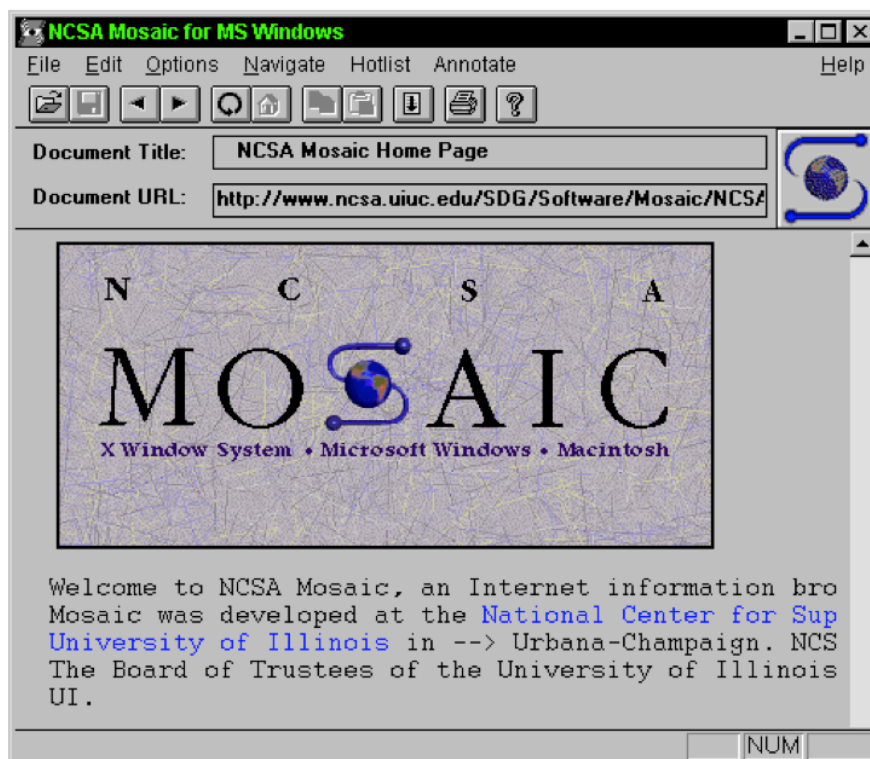 NCSA Mosaic for MS Windows
File Edit Options Navigate Hotlist Annotate Help
Document Title: NCSA Mosaic Home Page
Document URL: http://www.ncsa.uiuc.edu/SDG/Software/Mosaic/NCSA
N C S A
MOSAIC
X Window System • Microsoft Windows • Macintosh
Welcome to NCSA Mosaic, an Internet information bro
Mosaic was developed at the National Center for Sup
University of Illinois in --> Urbana-Champaign. NCS
The Board of Trustees of the University of Illinois
UI.
NUM